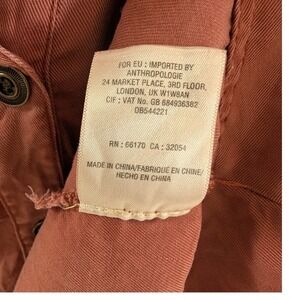 FOR EU : IMPORTED BY
ANTHROPOLOGIE
24 MARKET PLACE, 3RD FLOOR,
LONDON, UK W1W8AN
CIF : VAT No. GB 684936382
OB544221
RN : 66170 CA : 32054
MADE IN CHINA/FABRIQUÉ EN CHINE/
HECHO EN CHINA